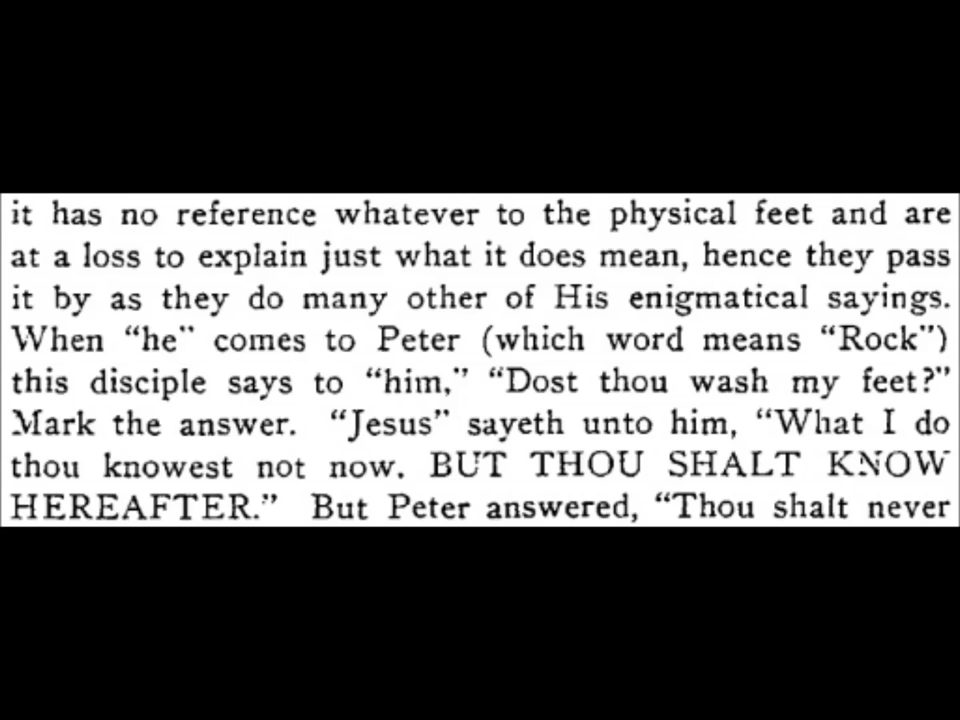 it has no reference whatever to the physical feet and are
at a loss to explain just what it does mean, hence they pass
it by as they do many other of His enigmatical sayings.
When "he" comes to Peter (which word means "Rock")
this disciple says to "him," "Dost thou wash my feet?"
Mark the answer. "Jesus" sayeth unto him, "What I do
thou knowest not now. BUT THOU SHALT KNOW
HEREAFTER." But Peter answered, "Thou shalt never